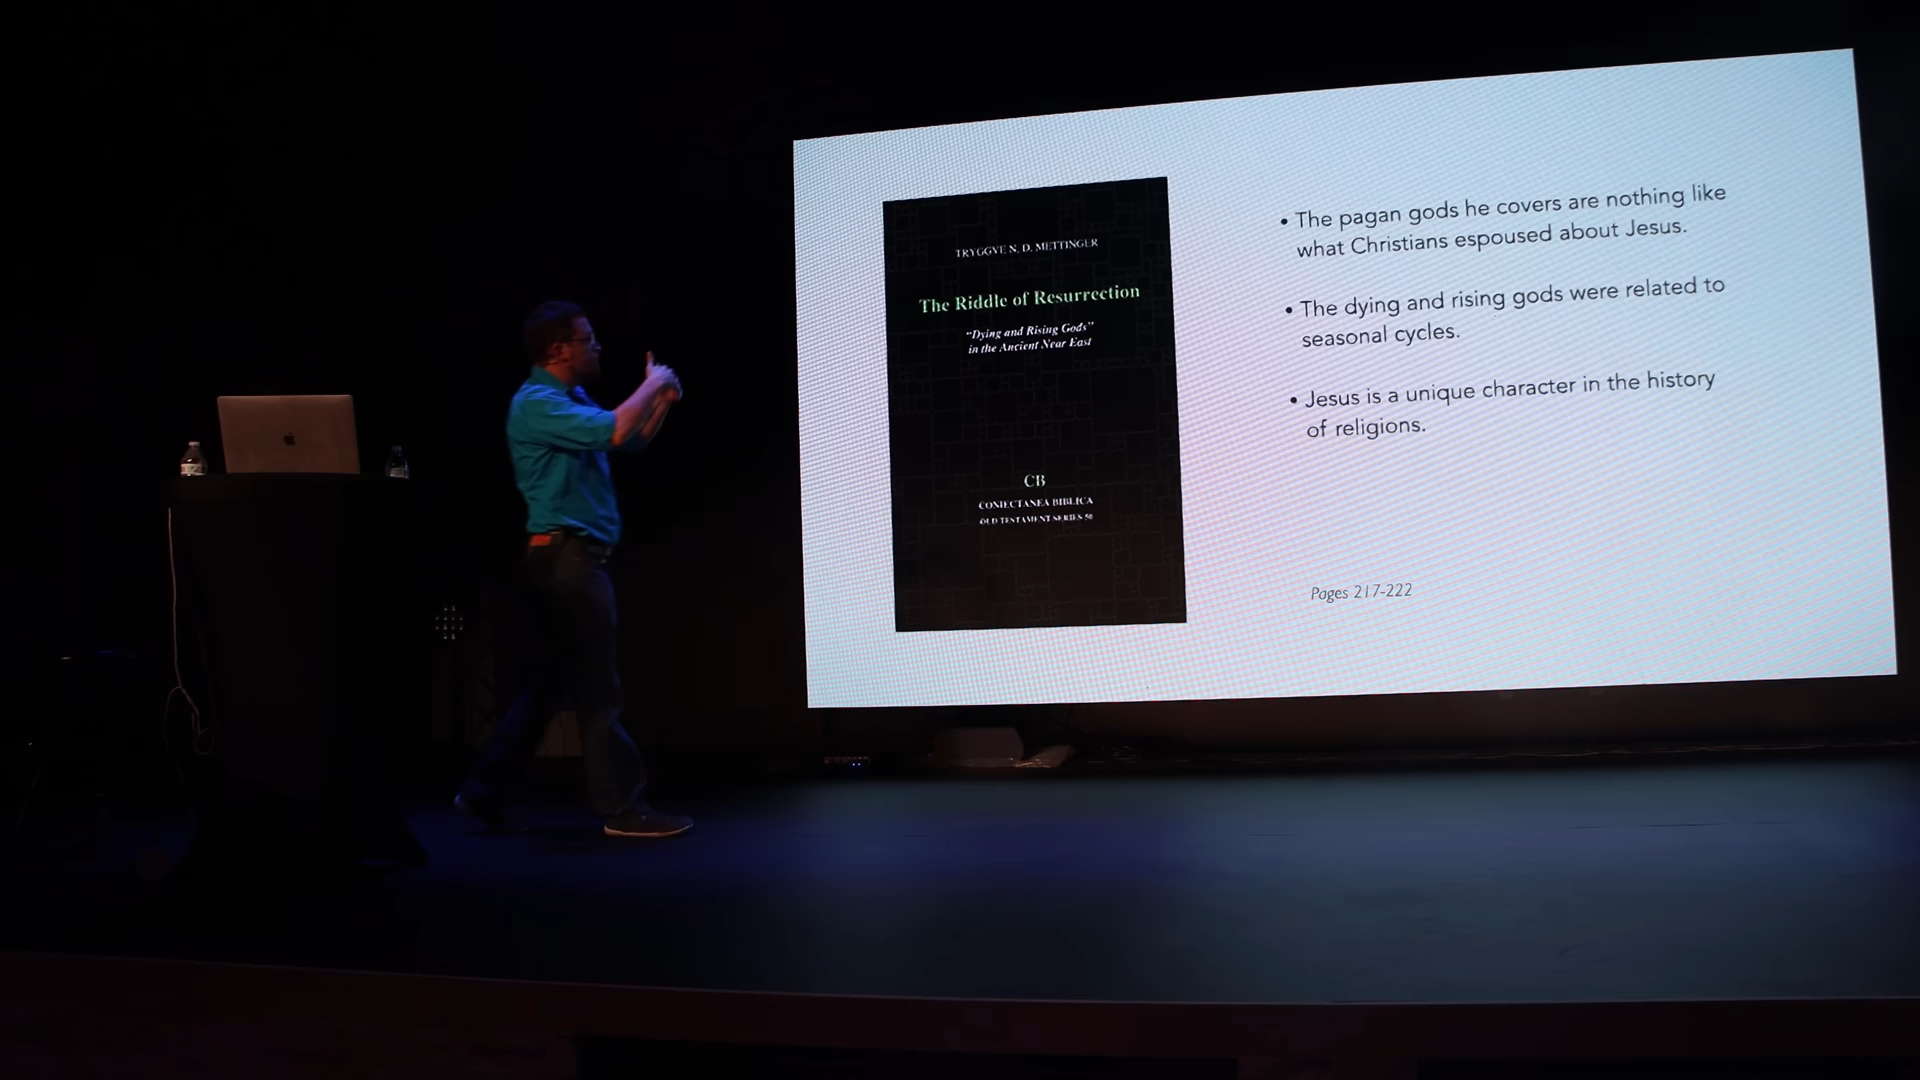 TRYGGVE N. D. METTINGER
The Riddle of Resurrection
“Dying and Rising Gods”
in the Ancient Near East
CB
CONIECTANEA BIBLICA
OLD TESTAMENT SERIES 50
• The pagan gods he covers are nothing like
what Christians espoused about Jesus.
• The dying and rising gods were related to
seasonal cycles.
• Jesus is a unique character in the history
of religions.
Pages 217-222